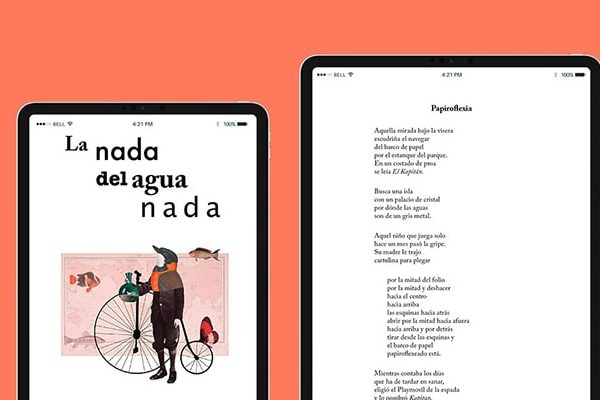 BELL 4:21 PM 100%
La nada
del agua
nada
BELL 4:21 PM 100%
Papiroflexia
Aquella mirada bajo la visera
escudriña el navegar
del barco de papel
por el estanque del parque.
En un costado de proa
se leía El Kapitán.
Busca una isla
con un palacio de cristal
por dónde las aguas
son de un gris metal.
Aquel niño que juega solo
hace un mes pasó la gripe.
Su madre le trajo
cartulina para plegar
por la mitad del folio
por la mitad y deshacer
hacia el centro
hacia arriba
las esquinas hacia atrás
abrir por la mitad hacia afuera
hacia arriba y por detrás
tirar desde las esquinas y
el barco de papel
papiroflexeado está.
Mientras contaba los días
que ha de tardar en sanar,
eligió el Playmovil de la espada
y lo nombró Kapitan.